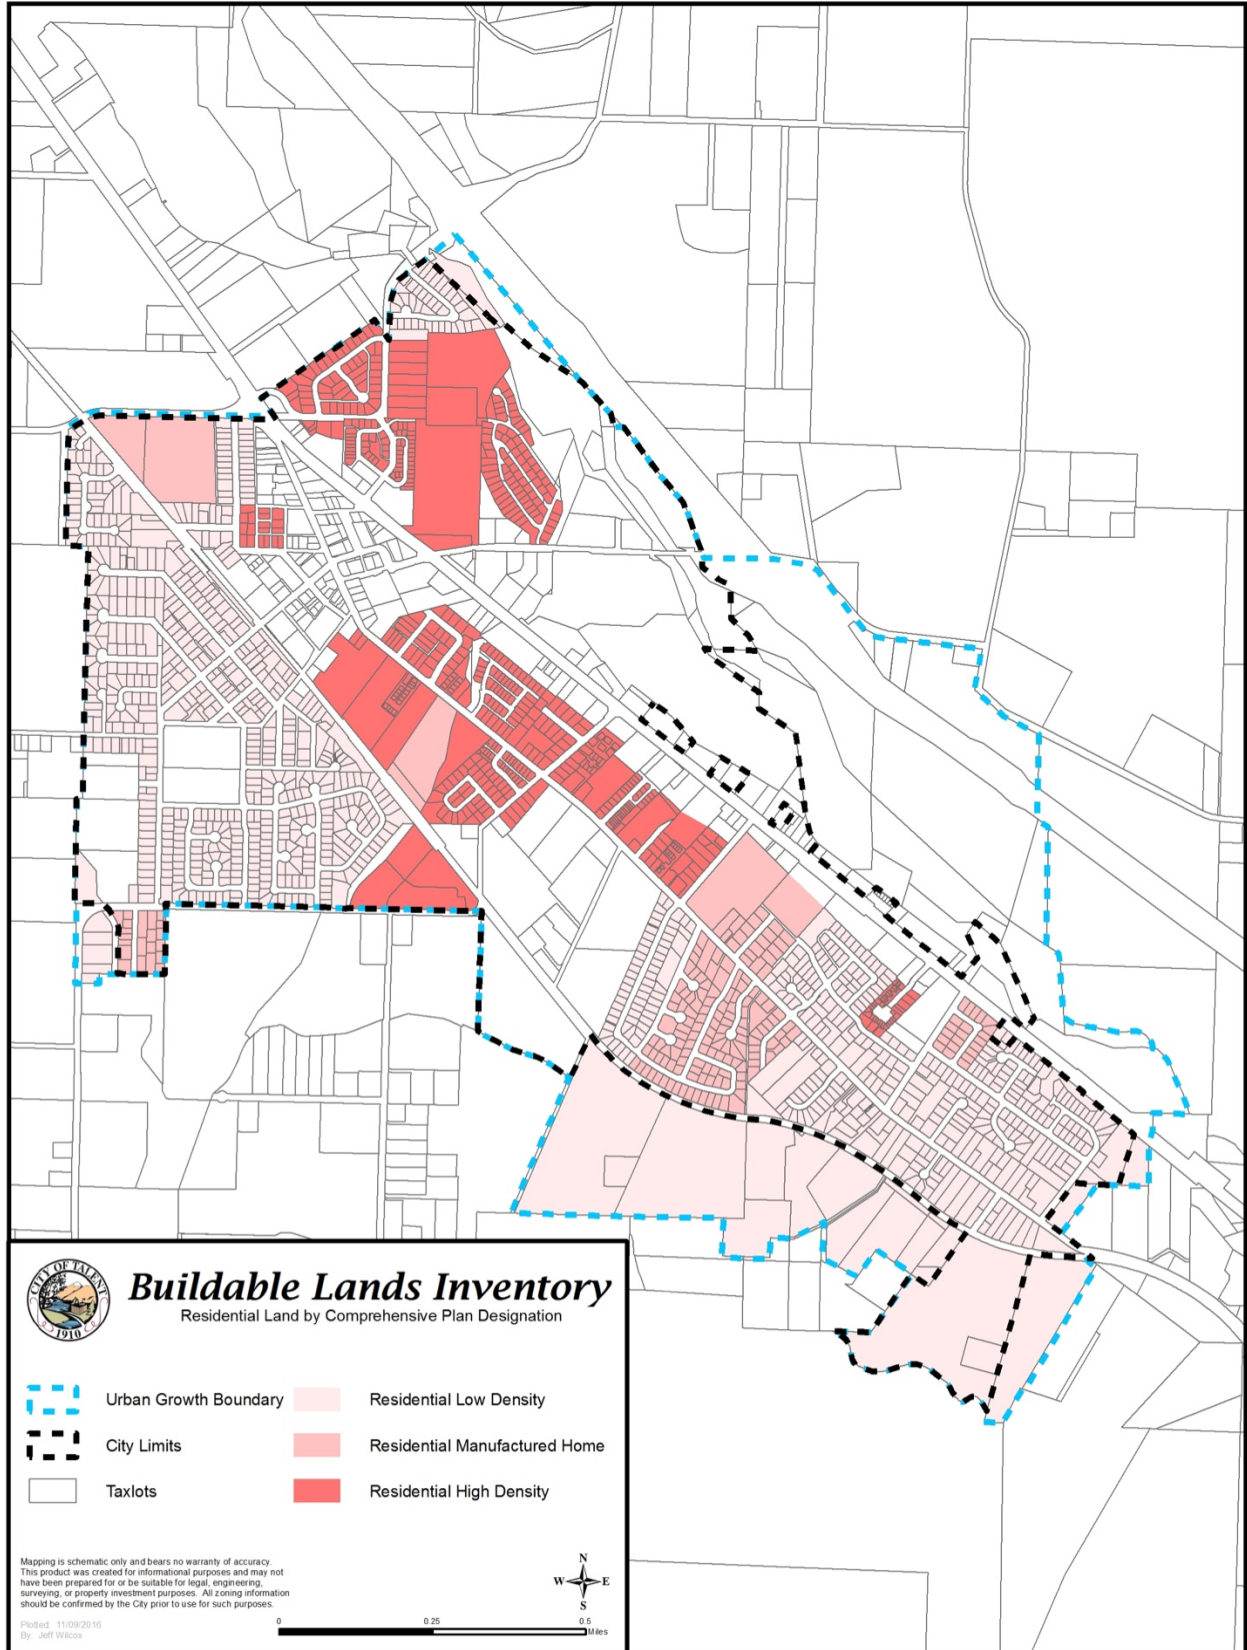 CITY OF TALENT
1910
Buildable Lands Inventory
Residential Land by Comprehensive Plan Designation
Urban Growth Boundary
City Limits
Taxlots
Residential Low Density
Residential Manufactured Home
Residential High Density
Mapping is schematic only and bears no warranty of accuracy.
This product was created for informational purposes and may not
have been prepared for or be suitable for legal, engineering,
surveying, or property investment purposes. All zoning information
should be confirmed by the City prior to use for such purposes.
Plotted: 11/09/2016
By: Jeff Wilcox
N
W E
S
0 0.25 0.5
Miles